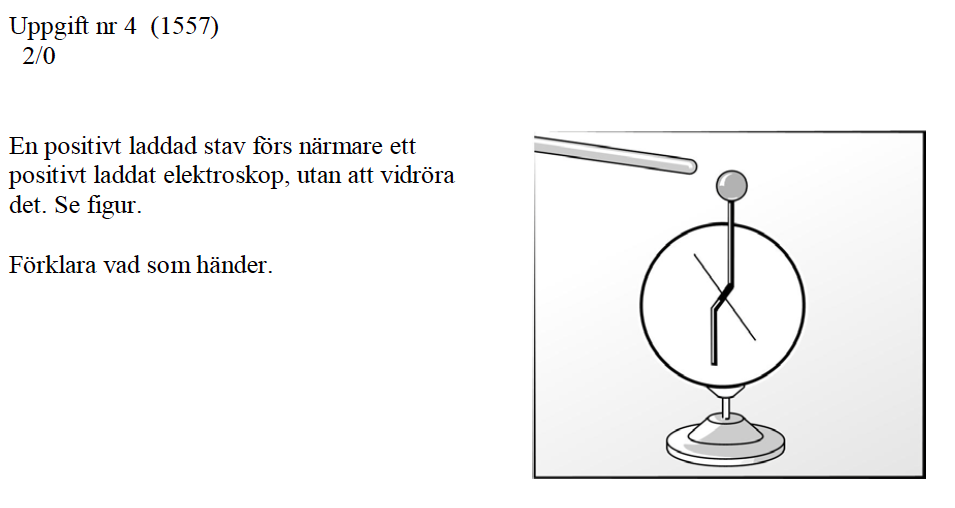 Uppgift nr 4  (1557)
2/0
En positivt laddad stav förs närmare ett
positivt laddat elektroskop, utan att vidröra
det. Se figur.
Förklara vad som händer.